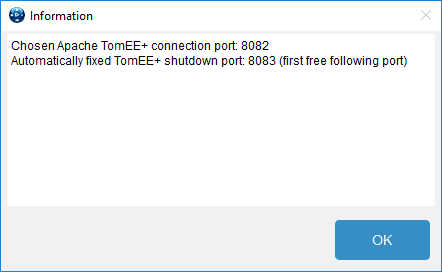 Information
Chosen Apache TomEE+ connection port: 8082
Automatically fixed TomEE+ shutdown port: 8083 (first free following port)
OK